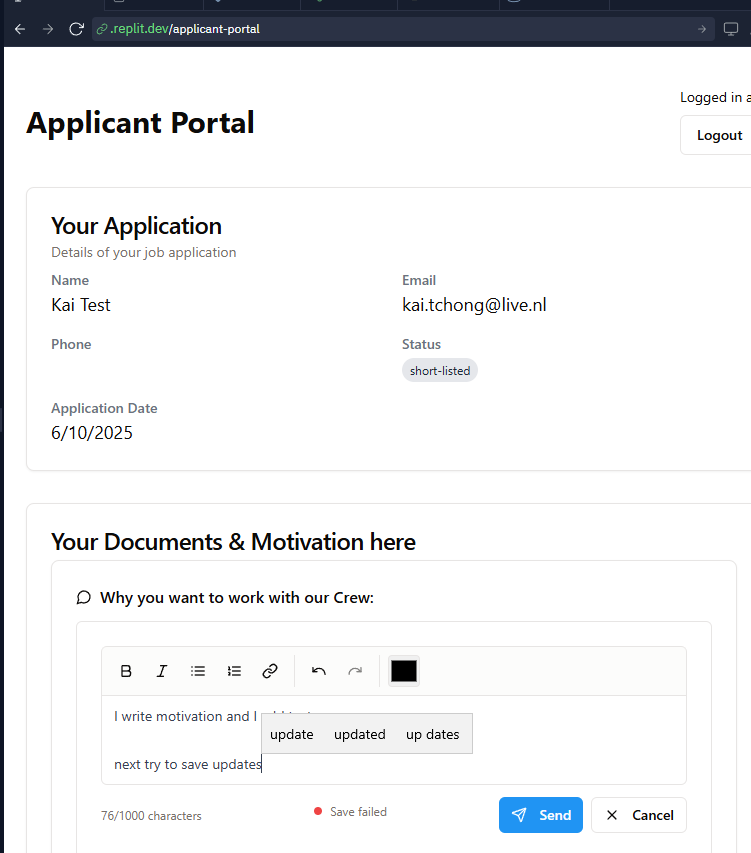 .replit.dev/applicant-portal
Applicant Portal
Logged in a
Logout
Your Application
Details of your job application
Name
Kai Test
Email
kai.tchong@live.nl
Phone
Status
short-listed
Application Date
6/10/2025
Your Documents & Motivation here
Why you want to work with our Crew:
B I
I write motivation and I
update updated up dates
next try to save updates
76/1000 characters
Save failed
Send
Cancel